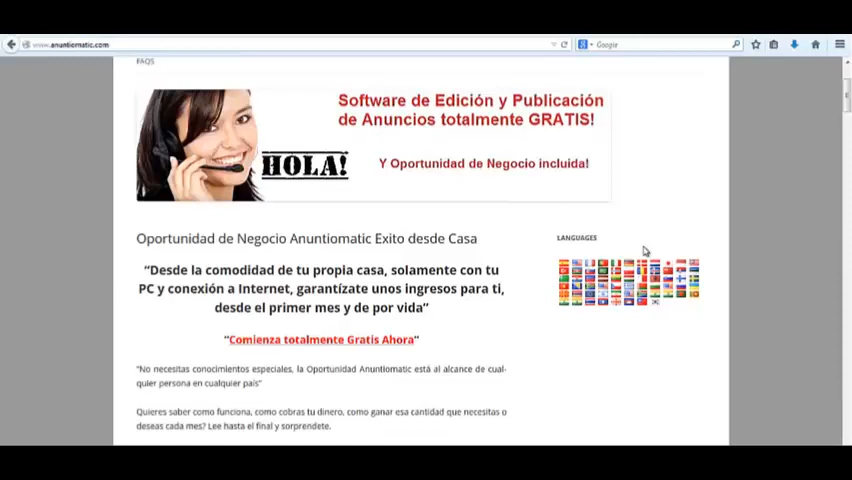 www.anuntiomatic.com
Google
FAQS
Software de Edición y Publicación
de Anuncios totalmente GRATIS!
HOLA!
Y Oportunidad de Negocio incluida!
Oportunidad de Negocio Anuntiomatic Exito desde Casa
LANGUAGES
“Desde la comodidad de tu propia casa, solamente con tu
PC y conexión a Internet, garantízate unos ingresos para ti,
desde el primer mes y de por vida”
“Comienza totalmente Gratis Ahora“
“No necesitas conocimientos especiales, la Oportunidad Anuntiomatic está al alcance de cual-
quier persona en cualquier país”
Quieres saber como funciona, como cobras tu dinero, como ganar esa cantidad que necesitas o
deseas cada mes? Lee hasta el final y sorprendete.